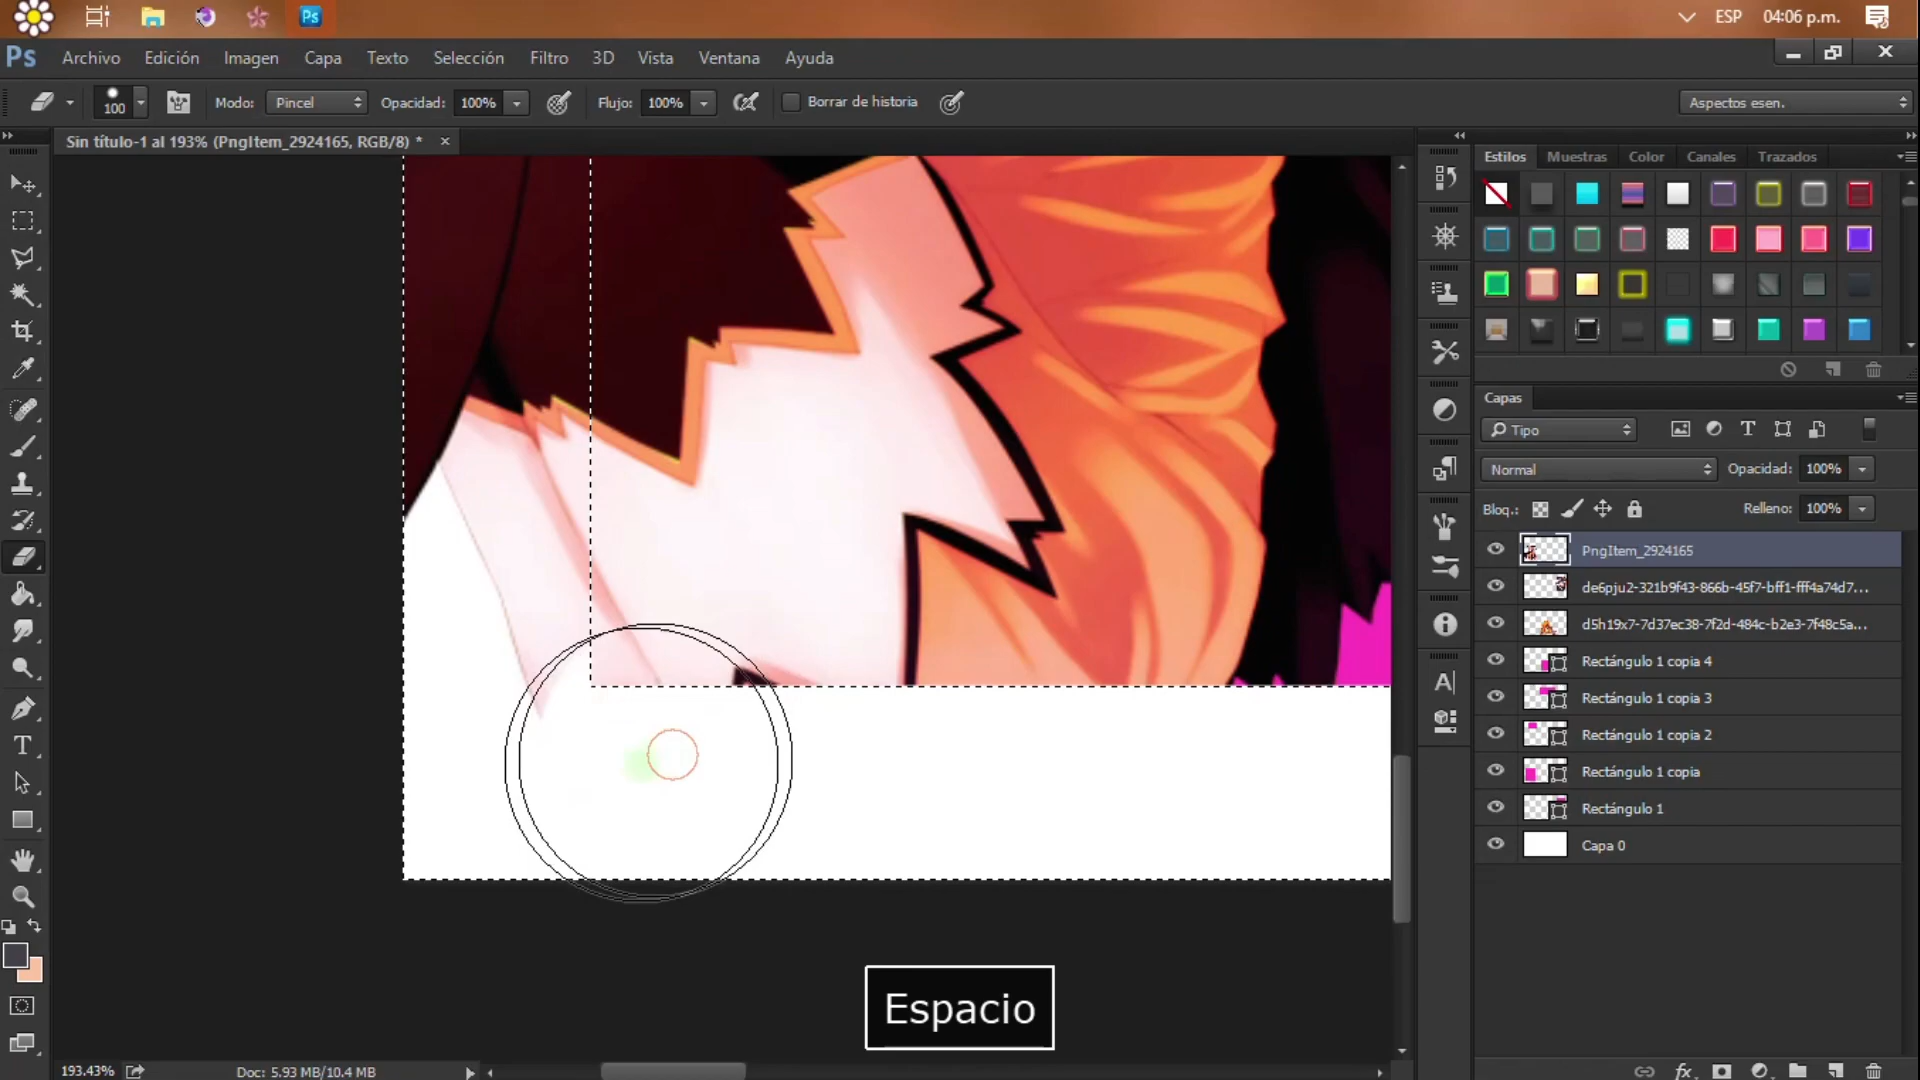 Ps
ESP
04:06 p.m.
Ps
Archivo
Edición
Imagen
Capa
Texto
Selección
Filtro
3D
Vista
Ventana
Ayuda
100
Modo:
Pincel
Opacidad:
100%
Flujo:
100%
Borrar de historia
Aspectos esen.
Sin título-1 al 193% (PngItem_2924165, RGB/8) *
Estilos
Muestras
Color
Canales
Trazados
Capas
Tipo
Normal
Opacidad:
100%
Bloq.:
Relleno:
100%
PngItem_2924165
de6pju2-321b9f43-866b-45f7-bff1-fff4a74d7...
d5h19x7-7d37ec38-7f2d-484c-b2e3-7f48c5a...
Rectángulo 1 copia 4
Rectángulo 1 copia 3
Rectángulo 1 copia 2
Rectángulo 1 copia
Rectángulo 1
Capa 0
Espacio
193.43%
Doc: 5.93 MB/10.4 MB